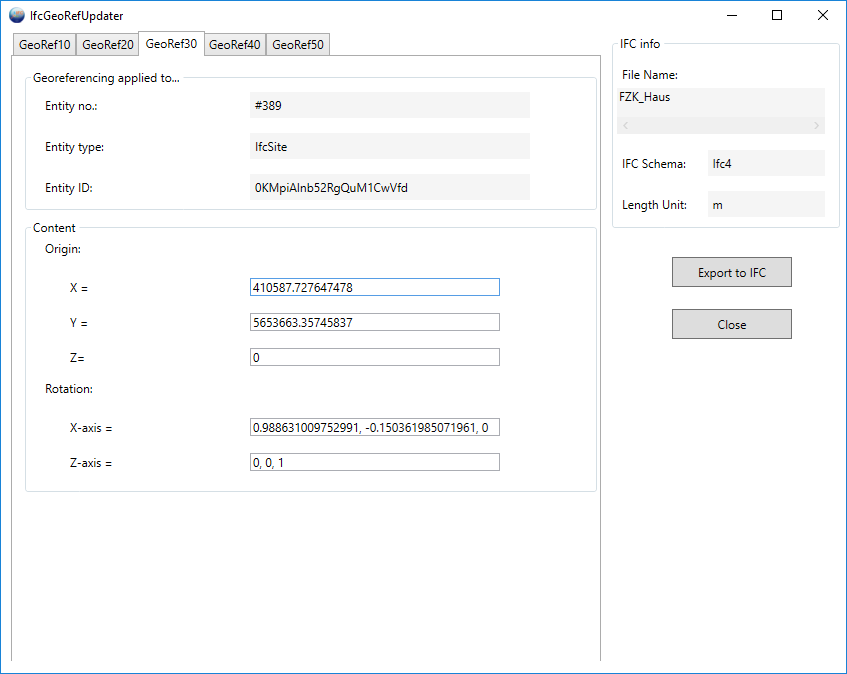 IfcGeoRefUpdater
GeoRef10 GeoRef20 GeoRef30 GeoRef40 GeoRef50
Georeferencing applied to...
Entity no.: #389
Entity type: IfcSite
Entity ID: 0KMpiAlnb52RgQuM1CwVfd
Content
Origin:
X = 410587.727647478
Y = 5653663.35745837
Z= 0
Rotation:
X-axis = 0.988631009752991, -0.150361985071961, 0
Z-axis = 0, 0, 1
IFC info
File Name:
FZK_Haus
IFC Schema: Ifc4
Length Unit: m
Export to IFC
Close